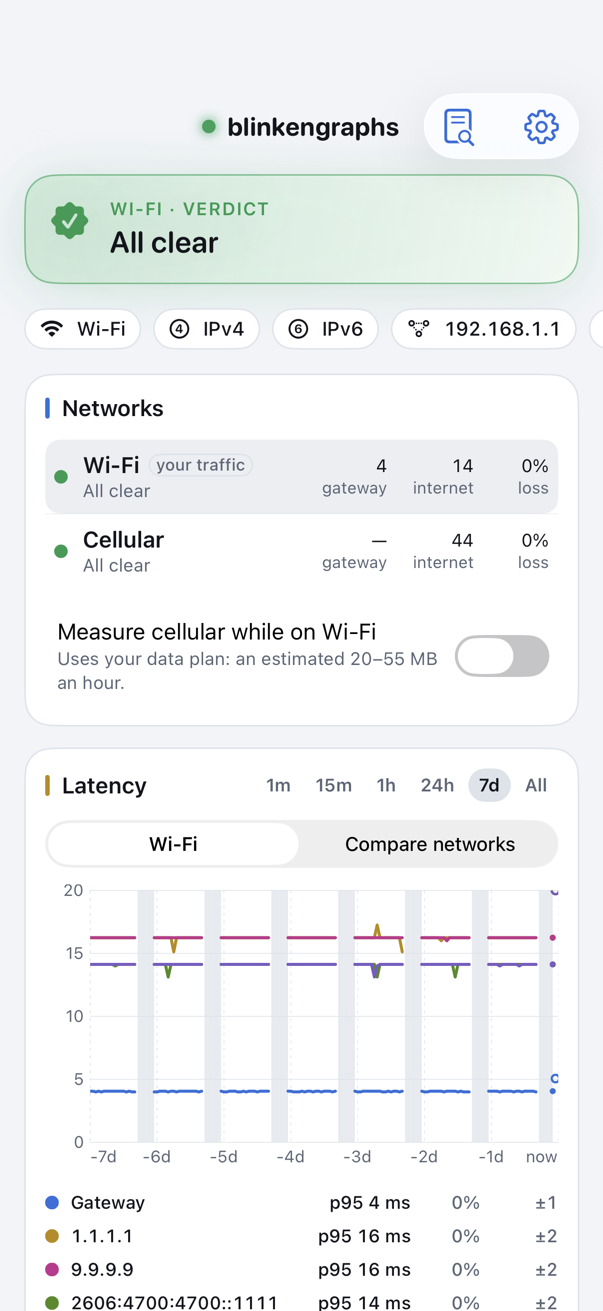 blinkengraphs
WI-FI · VERDICT
All clear
Wi-Fi
4 IPv4
6 IPv6
192.168.1.1
Networks
Wi-Fi your traffic 4 14 0%
All clear gateway internet loss
Cellular — 44 0%
All clear gateway internet loss
Measure cellular while on Wi-Fi
Uses your data plan: an estimated 20–55 MB
an hour.
Latency 1m 15m 1h 24h 7d All
Wi-Fi Compare networks
20
15
10
5
0
-7d -6d -5d -4d -3d -2d -1d now
Gateway p95 4 ms 0% ±1
1.1.1.1 p95 16 ms 0% ±2
9.9.9.9 p95 16 ms 0% ±2
2606:4700:4700::1111 p95 14 ms 0% ±2